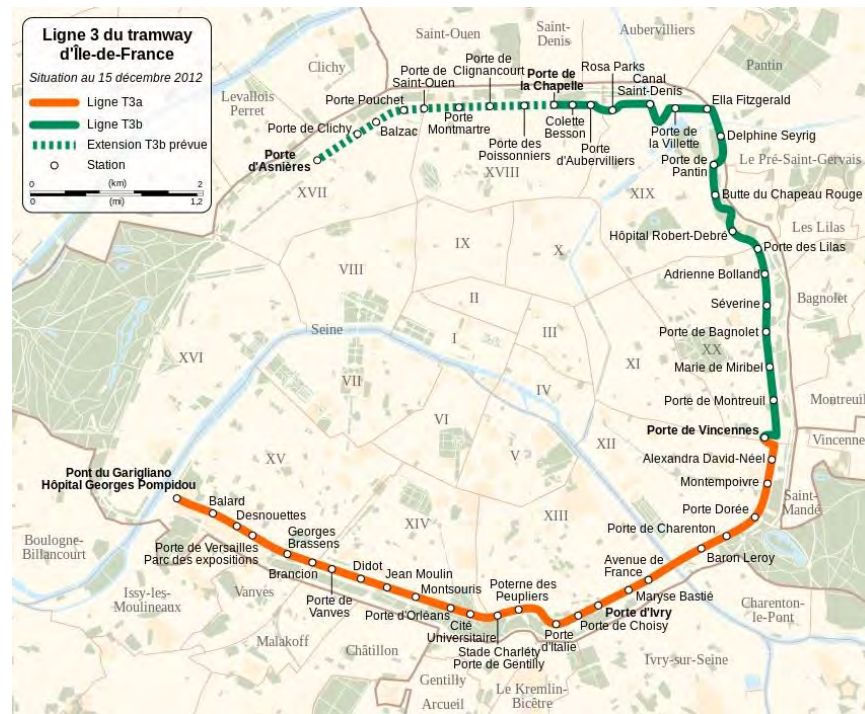 Ligne 3 du tramway
d'Île-de-France
Situation au 15 décembre 2012
Ligne T3a
Ligne T3b
Extension T3b prévue
Station
0 (km) 2
0 (mi) 1,2
Saint-Ouen
Saint-
Denis
Aubervilliers
Pantin
Clichy
Levallois
Perret
Porte de
Saint-Ouen
Porte de
Clignancourt
Porte de
la Chapelle
Rosa Parks
Canal
Saint-Denis
Ella Fitzgerald
Porte Pouchet
Porte de Clichy
Balzac
Porte
Montmartre
Porte des
Poissonniers
Colette
Besson
Porte
d'Aubervilliers
Porte de
la Villette
Delphine Seyrig
Porte
d'Asnières
XVII
XVIII
XIX
Porte de
Pantin
Le Pré-Saint-Gervais
Butte du Chapeau Rouge
Les Lilas
Hôpital Robert-Debré
Porte des Lilas
IX
X
VIII
Adrienne Bolland
II
Séverine
Bagnolet
Seine
I
III
Porte de Bagnolet
XVI
XI
XX
VII
IV
Marie de Miribel
Porte de Montreuil
Montreuil
VI
V
XII
Porte de Vincennes
Vincennes
XV
Alexandra David-Néel
Pont du Garigliano
Hôpital Georges Pompidou
Montempoivre
Balard
Saint-
Mandé
Desnouettes
Porte Dorée
XIV
XIII
Porte de Charenton
Boulogne-
Billancourt
Porte de Versailles
Parc des expositions
Georges
Brassens
Baron Leroy
Brancion
Didot
Jean Moulin
Avenue de
France
Issy-les-
Moulineaux
Vanves
Porte de
Vanves
Montsouris
Poterne des
Peupliers
Maryse Bastié
Charenton-
le-Pont
Porte d'Orléans
Porte d'Ivry
Porte de Choisy
Cité
Universitaire
Porte
d'Italie
Malakoff
Châtillon
Stade Charléty
Porte de Gentilly
Ivry-sur-Seine
Gentilly
Arcueil
Le Kremlin-
Bicêtre